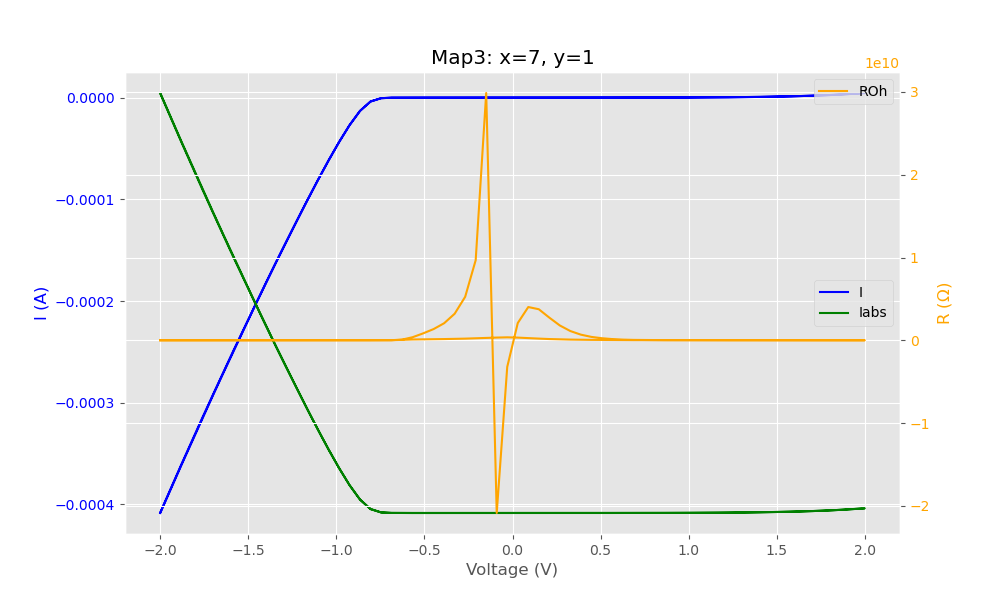 Map3: x=7, y=1
1e10
0.0000
−0.0001
−0.0002
−0.0003
−0.0004
I (A)
ROh
I
Iabs
3
2
1
0
−1
−2
R (Ω)
−2.0
−1.5
−1.0
−0.5
0.0
0.5
1.0
1.5
2.0
Voltage (V)